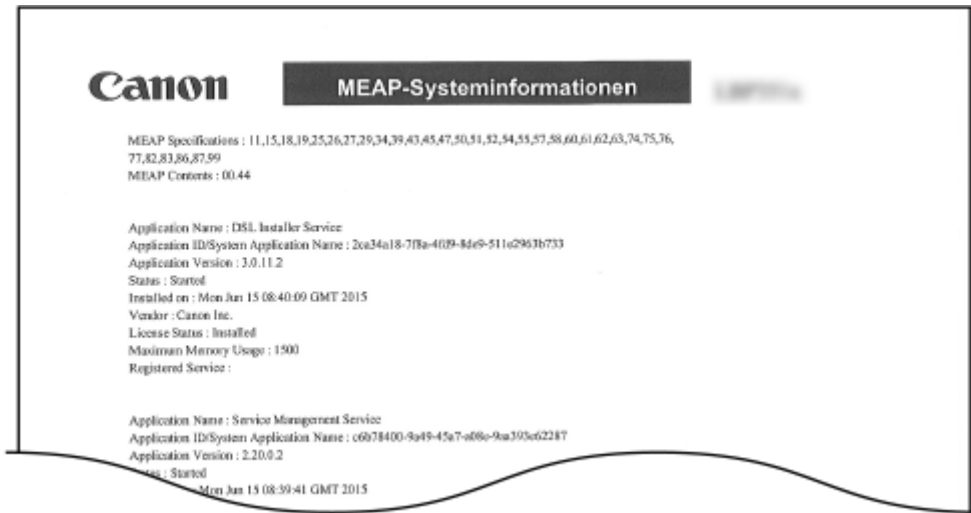 Canon
MEAP-Systeminformationen
MEAP Specifications : 11,15,18,19,25,26,27,29,34,39,43,45,47,50,51,52,54,55,57,58,60,61,62,63,74,75,76,
77,82,83,86,87,99
MEAP Contents : 00.44
Application Name : DSL Installer Service
Application ID/System Application Name :
Application Version : 3.0.11.2
Status : Started
Installed on : Mon Jun 15 08:40:09 GMT 2015
Vendor : Canon Inc.
License Status : Installed
Maximum Memory Usage : 1500
Registered Service :
Application Name : Service Management Service
Application ID/System Application Name : c6b78400-9a49-45a7-a08e-9aa393e62287
Application Version : 2.20.0.2
: Started
Mon Jun 15 08:39:41 GMT 2015